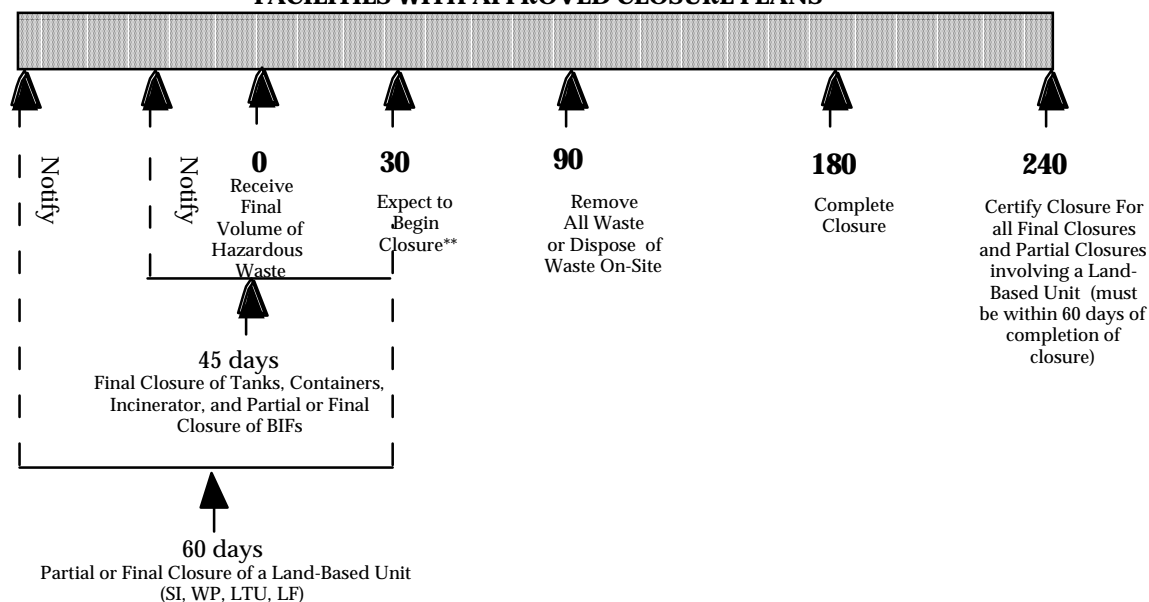 FACILITIES WITH APPROVED CLOSURE PLANS
Notify
Notify
0
Receive
Final
Volume of
Hazardous
Waste
30
Expect to
Begin
Closure**
90
Remove
All Waste
or Dispose of
Waste On-Site
180
Complete
Closure
240
Certify Closure For
all Final Closures
and Partial Closures
involving a Land-
Based Unit (must
be within 60 days of
completion of
closure)
45 days
Final Closure of Tanks, Containers,
Incinerator, and Partial or Final
Closure of BIFs
60 days
Partial or Final Closure of a Land-Based Unit
(SI, WP, LTU, LF)